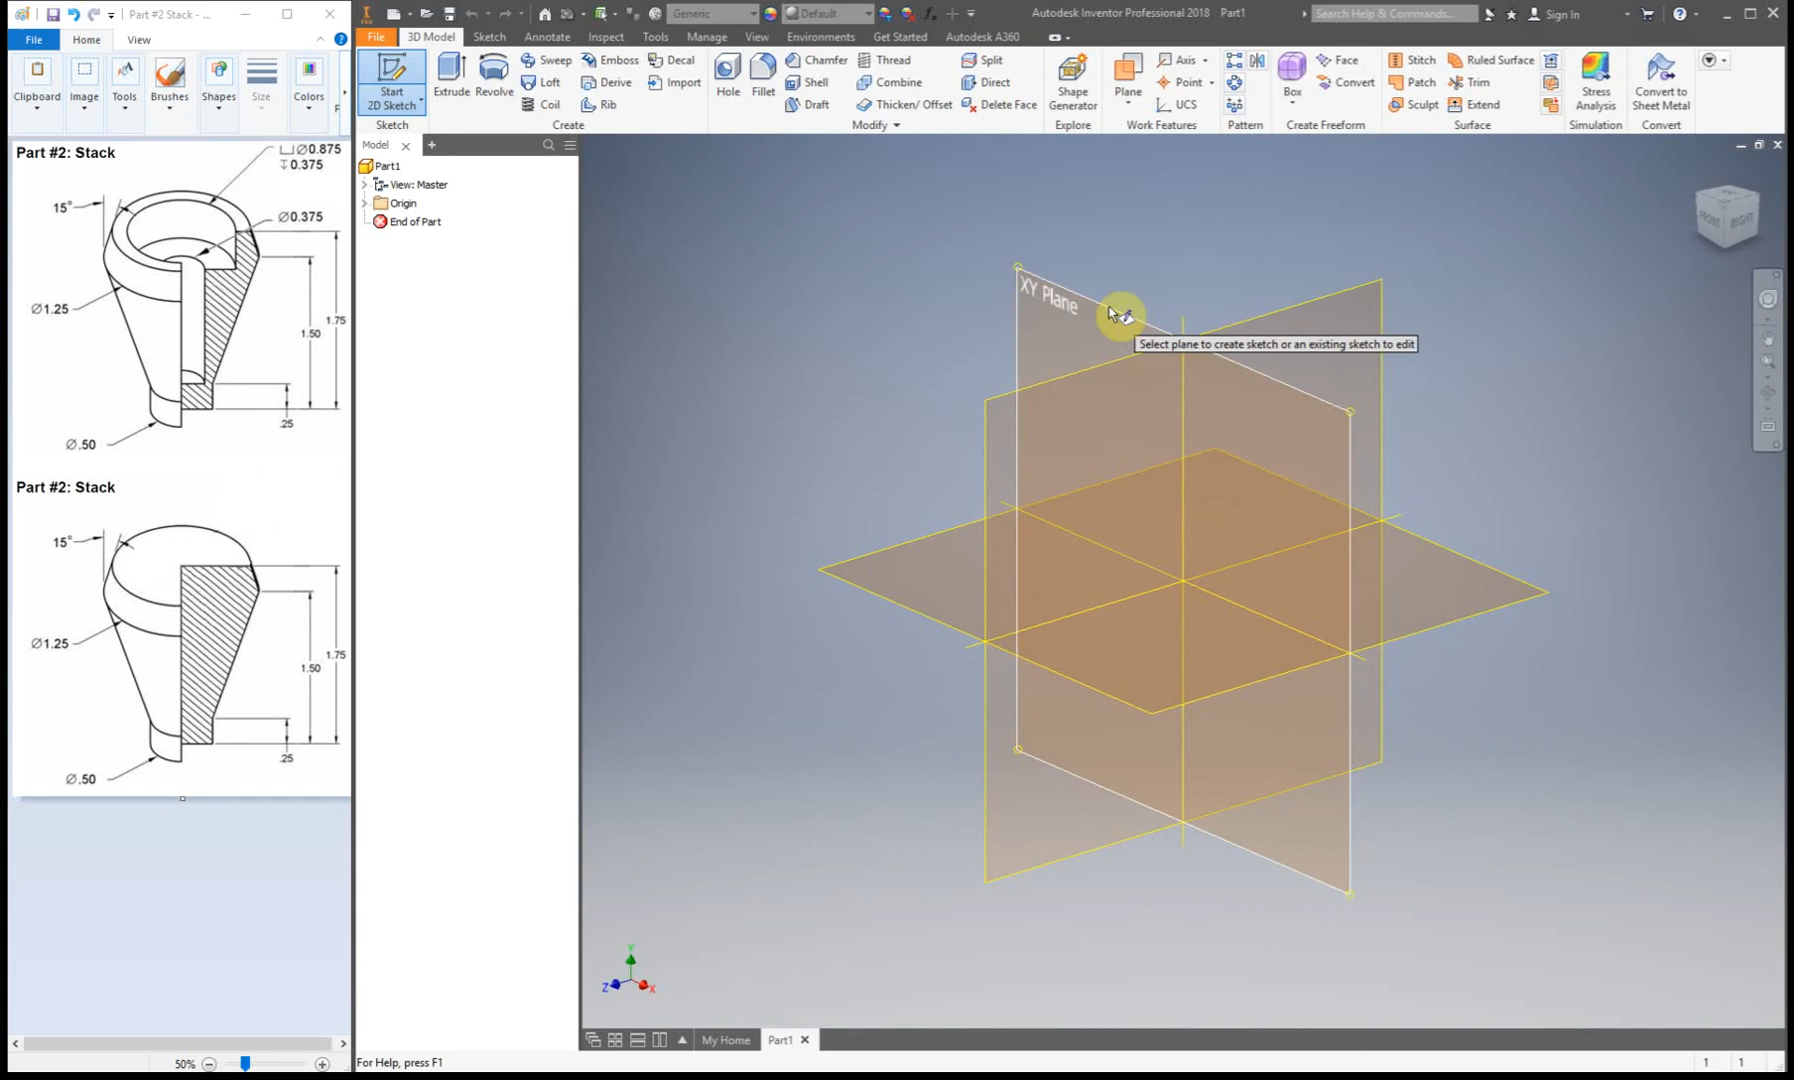 Part #2 Stack - ...
File
Home
View
Clipboard
Image
Tools
Brushes
Shapes
Size
Colors
Part #2: Stack
⌴∅0.875
↧0.375
15°
∅0.375
∅1.25
1.50
1.75
.25
∅.50
Part #2: Stack
15°
∅1.25
1.50
1.75
.25
∅.50
50%
Generic
Default
Autodesk Inventor Professional 2018 Part1
Search Help & Commands...
Sign In
File
3D Model
Sketch
Annotate
Inspect
Tools
Manage
View
Environments
Get Started
Autodesk A360
Start
2D Sketch
Extrude
Revolve
Sweep
Loft
Coil
Emboss
Derive
Rib
Decal
Import
Hole
Fillet
Chamfer
Shell
Draft
Thread
Combine
Thicken/ Offset
Split
Direct
Delete Face
Shape
Generator
Plane
Axis
Point
UCS
Box
Face
Convert
Stitch
Patch
Sculpt
Ruled Surface
Trim
Extend
Stress
Analysis
Convert to
Sheet Metal
Sketch
Create
Modify
Explore
Work Features
Pattern
Create Freeform
Surface
Simulation
Convert
Model
Part1
View: Master
Origin
End of Part
FRONT
RIGHT
XY Plane
Select plane to create sketch or an existing sketch to edit
Y
Z
X
My Home
Part1
For Help, press F1
1
1